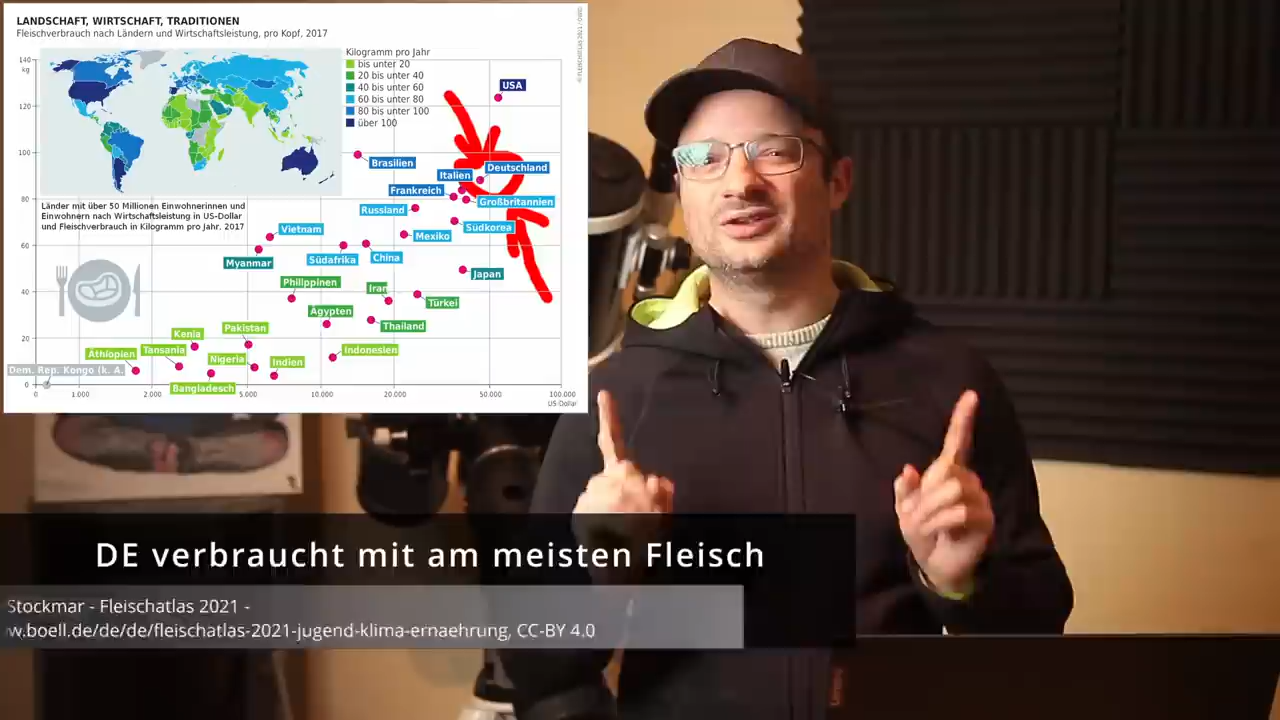 LANDSCHAFT, WIRTSCHAFT, TRADITIONEN
Fleischverbrauch nach Ländern und Wirtschaftsleistung, pro Kopf, 2017
© FLEISCHATLAS 2021 / OECD
Kilogramm pro Jahr
bis unter 20
20 bis unter 40
40 bis unter 60
60 bis unter 80
80 bis unter 100
über 100
140
kg
120
100
80
60
40
20
0
Länder mit über 50 Millionen Einwohnerinnen und
Einwohnern nach Wirtschaftsleistung in US-Dollar
und Fleischverbrauch in Kilogramm pro Jahr. 2017
USA
Brasilien
Deutschland
Italien
Frankreich
Großbritannien
Russland
Südkorea
Vietnam
Mexiko
Myanmar
Südafrika
China
Japan
Philippinen
Iran
Türkei
Ägypten
Thailand
Kenia
Pakistan
Äthiopien
Tansania
Nigeria
Indien
Indonesien
Dem. Rep. Kongo (k. A.
Bangladesch
0
1.000
2.000
5.000
10.000
20.000
50.000
100.000
US-Dollar
DE verbraucht mit am meisten Fleisch
Stockmar - Fleischatlas 2021 -
w.boell.de/de/de/fleischatlas-2021-jugend-klima-ernaehrung, CC-BY 4.0